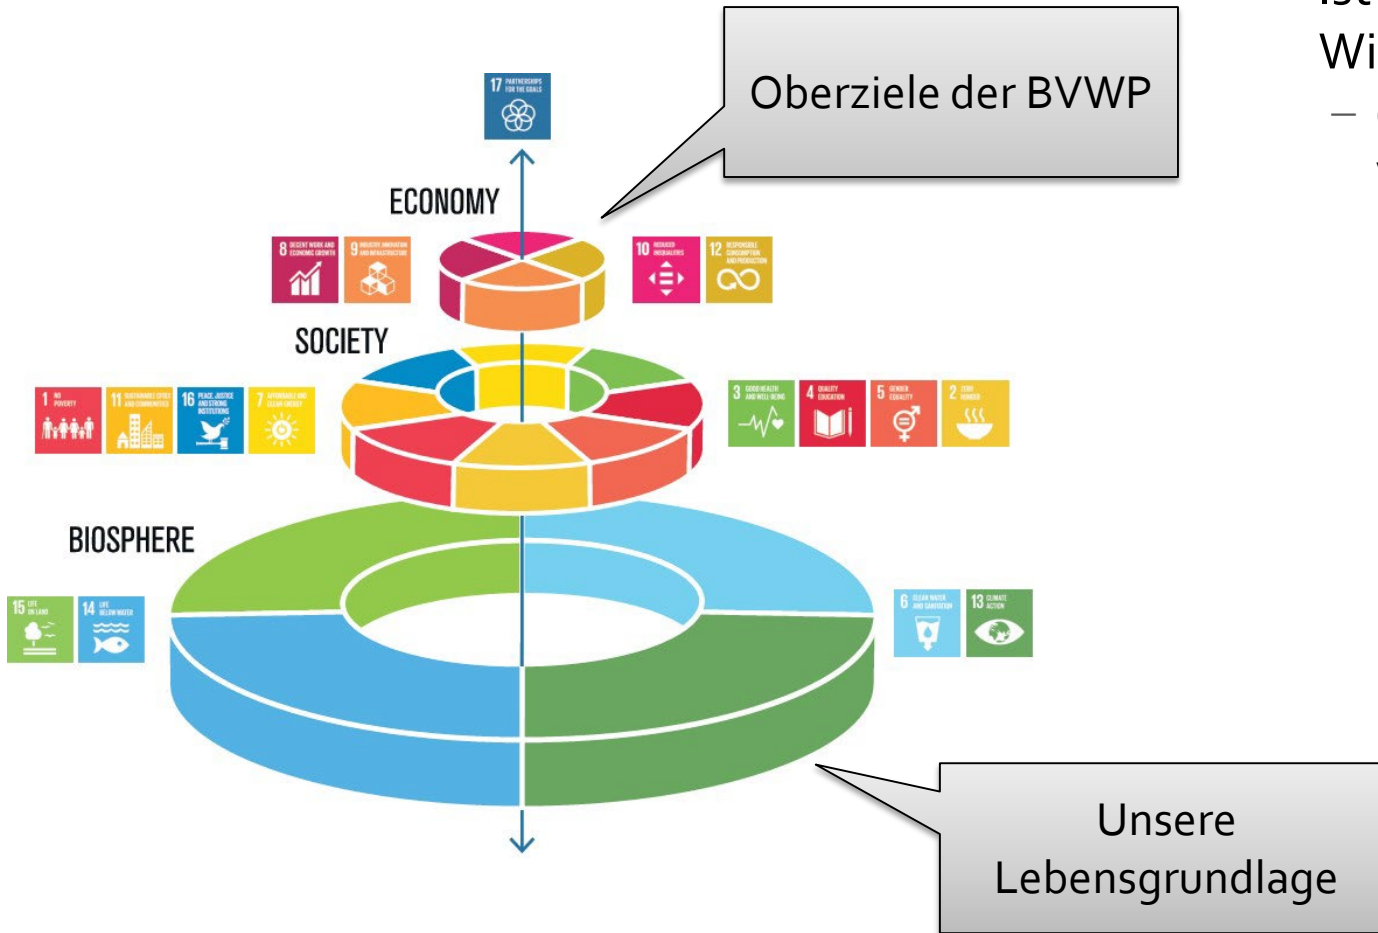 ist
Wi
Oberziele der BVWP
17 PARTNERSHIPS
FOR THE GOALS
ECONOMY
8 DECENT WORK AND
ECONOMIC GROWTH
9 INDUSTRY, INNOVATION
AND INFRASTRUCTURE
10 REDUCED
INEQUALITIES
12 RESPONSIBLE
CONSUMPTION
AND PRODUCTION
SOCIETY
1 NO
POVERTY
11 SUSTAINABLE CITIES
AND COMMUNITIES
16 PEACE, JUSTICE
AND STRONG
INSTITUTIONS
7 AFFORDABLE AND
CLEAN ENERGY
3 GOOD HEALTH
AND WELL-BEING
4 QUALITY
EDUCATION
5 GENDER
EQUALITY
2 ZERO
HUNGER
BIOSPHERE
15 LIFE
ON LAND
14 LIFE
BELOW WATER
6 CLEAN WATER
AND SANITATION
13 CLIMATE
ACTION
Unsere
Lebensgrundlage